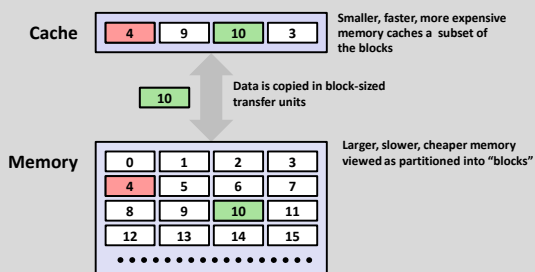 Cache
4 9 10 3
Smaller, faster, more expensive
memory caches a subset of
the blocks
10
Data is copied in block-sized
transfer units
Memory
0 1 2 3
4 5 6 7
8 9 10 11
12 13 14 15
Larger, slower, cheaper memory
viewed as partitioned into “blocks”